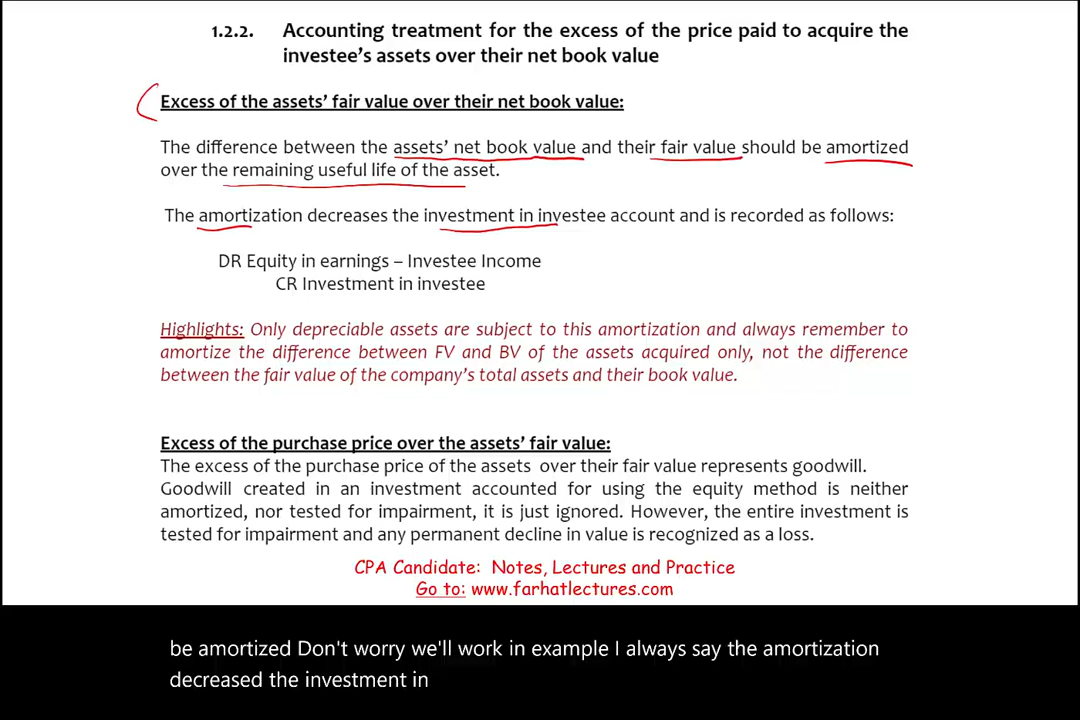 1.2.2. Accounting treatment for the excess of the price paid to acquire the
investee's assets over their net book value
Excess of the assets' fair value over their net book value:
The difference between the assets' net book value and their fair value should be amortized
over the remaining useful life of the asset.
The amortization decreases the investment in investee account and is recorded as follows:
DR Equity in earnings – Investee Income
CR Investment in investee
Highlights: Only depreciable assets are subject to this amortization and always remember to
amortize the difference between FV and BV of the assets acquired only, not the difference
between the fair value of the company's total assets and their book value.
Excess of the purchase price over the assets' fair value:
The excess of the purchase price of the assets over their fair value represents goodwill.
Goodwill created in an investment accounted for using the equity method is neither
amortized, nor tested for impairment, it is just ignored. However, the entire investment is
tested for impairment and any permanent decline in value is recognized as a loss.
CPA Candidate: Notes, Lectures and Practice
Go to: www.farhatlectures.com
be amortized Don't worry we'll work in example I always say the amortization
decreased the investment in